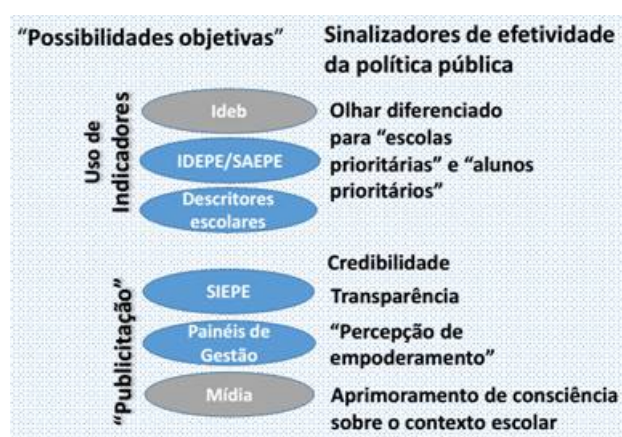 “Possibilidades objetivas”
Sinalizadores de efetividade
da política pública
Uso de
Indicadores
Ideb
IDEPE/SAEPE
Descritores
escolares
Olhar diferenciado
para “escolas
prioritárias” e “alunos
prioritários”
“Publicitação”
SIEPE
Painéis de
Gestão
Mídia
Credibilidade
Transparência
“Percepção de
empoderamento”
Aprimoramento de consciência
sobre o contexto escolar